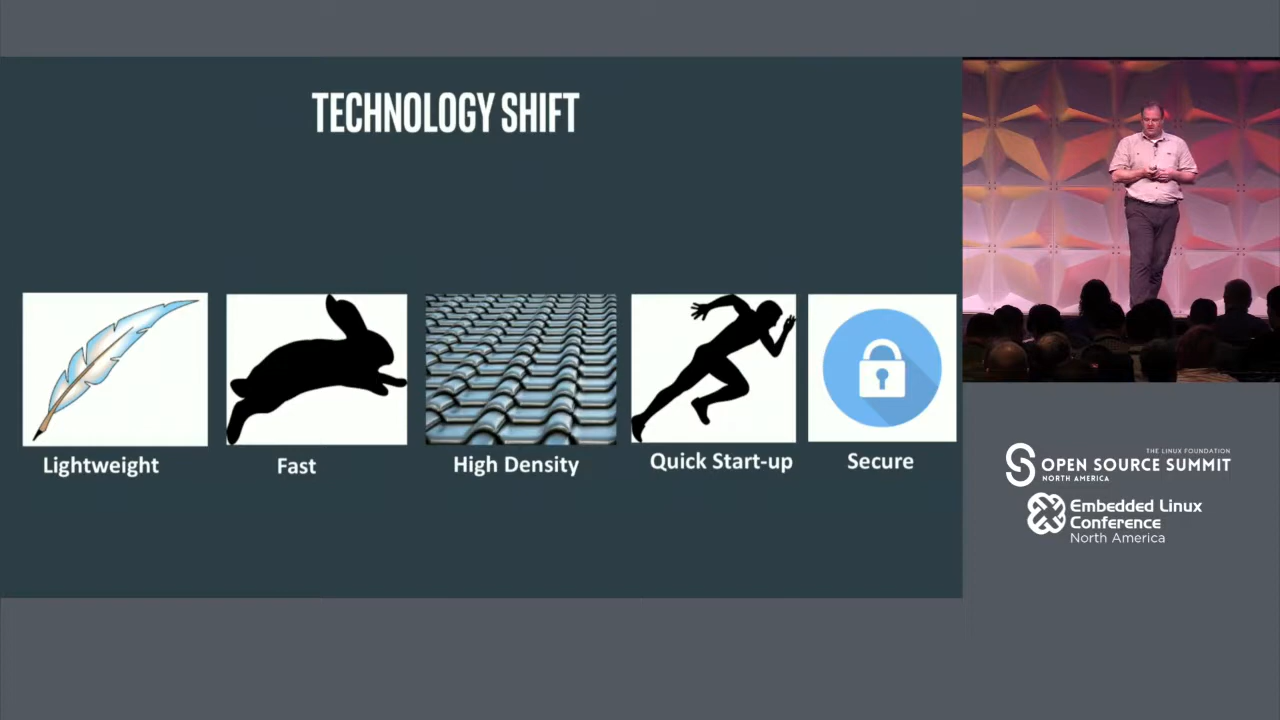 TECHNOLOGY SHIFT
Lightweight
Fast
High Density
Quick Start-up
Secure
THE LINUX FOUNDATION
OPEN SOURCE SUMMIT
NORTH AMERICA
Embedded Linux
Conference
North America